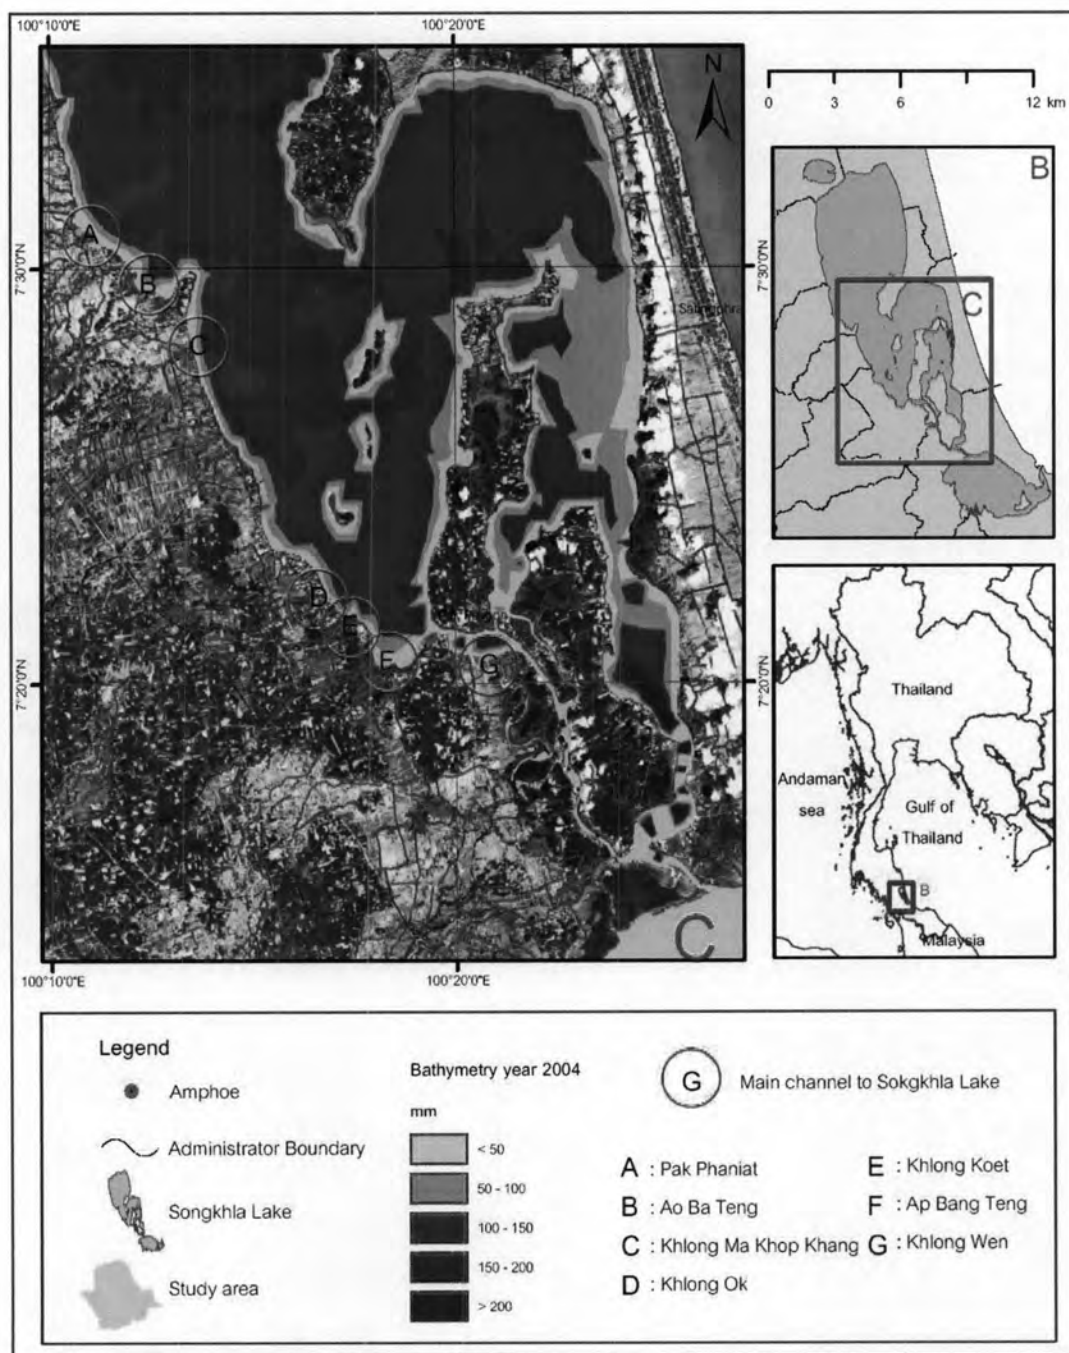 100°10'0"E
100°20'0"E
N
A
B
C
D
E
F
G
7°30'0"N
7°30'0"N
7°20'0"N
7°20'0"N
C
100°10'0"E
100°20'0"E
0 3 6 12 km
B
C
Thailand
Andaman
sea
Gulf of
Thailand
B
Malaysia
Legend
Amphoe
Administrator Boundary
Songkhla Lake
Study area
Bathymetry year 2004
mm
< 50
50 - 100
100 - 150
150 - 200
> 200
G Main channel to Sokgkhla Lake
A : Pak Phaniat
B : Ao Ba Teng
C : Khlong Ma Khop Khang
D : Khlong Ok
E : Khlong Koet
F : Ap Bang Teng
G : Khlong Wen